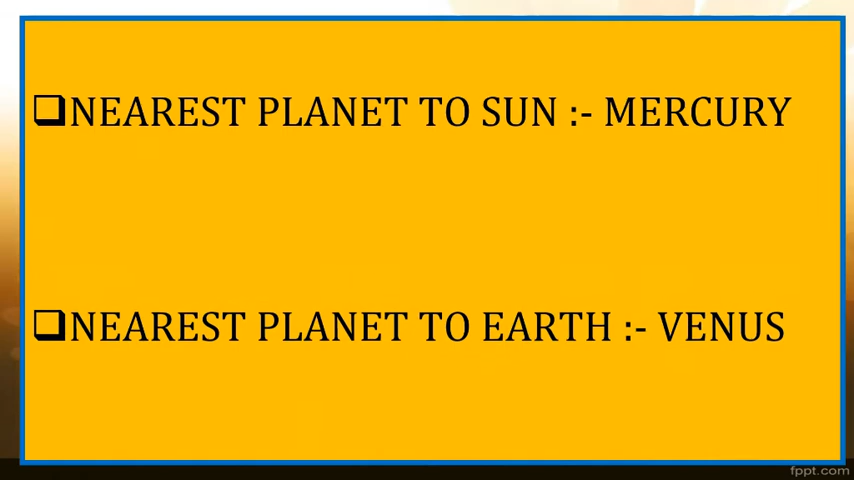 NEAREST PLANET TO SUN :- MERCURY
NEAREST PLANET TO EARTH :- VENUS
fppt.com